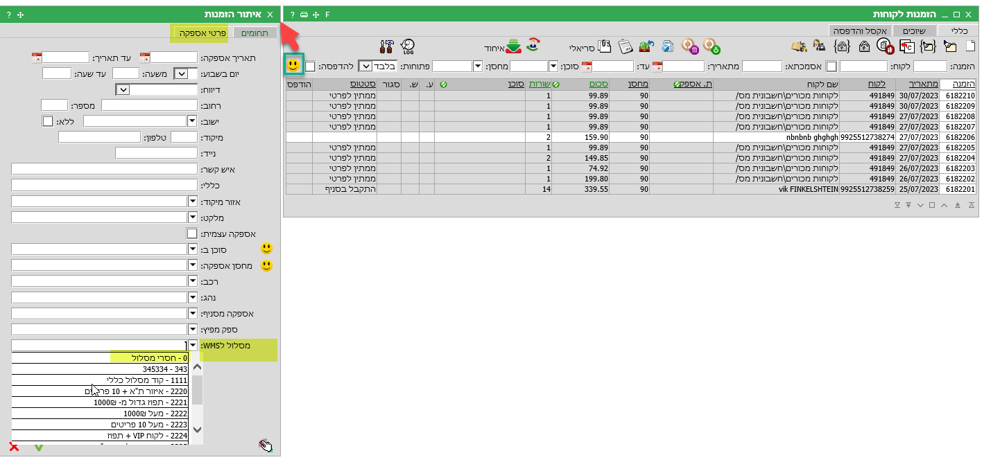 הזמנות לקוחות
F ?
כללי שיוכים אקסל והדפסה
סריאלי איחוד LOG
הזמנה: לקוח: אסמכתא: מתאריך: עד: סוכן: מחסן: פתוחות: בלבד להדפסה:
הזמנה מתאריך לקוח שם לקוח ת. אספקה מחסן סכום שורות סוכן ע. ש. סגור סטטוס הודפס
6182210 30/07/2023 491849 לקוחות מכורים\חשבונית מס/ 90 99.89 1 ממתין לפרטי
6182209 30/07/2023 491849 לקוחות מכורים\חשבונית מס/ 90 99.89 1 ממתין לפרטי
6182208 27/07/2023 491849 לקוחות מכורים\חשבונית מס/ 90 99.89 1 ממתין לפרטי
6182207 27/07/2023 491849 לקוחות מכורים\חשבונית מס/ 90 99.89 1 ממתין לפרטי
6182206 27/07/2023 9925512738274 nbnbnb ghghgh 90 159.90 2
6182205 27/07/2023 491849 לקוחות מכורים\חשבונית מס/ 90 99.89 1 ממתין לפרטי
6182204 27/07/2023 491849 לקוחות מכורים\חשבונית מס/ 90 149.85 2 ממתין לפרטי
6182203 26/07/2023 491849 לקוחות מכורים\חשבונית מס/ 90 74.92 1 ממתין לפרטי
6182202 26/07/2023 491849 לקוחות מכורים\חשבונית מס/ 90 199.80 1 ממתין לפרטי
6182201 25/07/2023 9925512738259 vik FINKELSHTEIN 90 339.55 14 התקבל בסניף
איתור הזמנות
?
תחומים פרטי אספקה
תאריך אספקה: עד תאריך:
יום בשבוע: משעה: עד שעה:
דיווח:
רחוב: מספר:
ישוב: ללא:
מיקוד: טלפון:
נייד:
איש קשר:
כללי:
אזור מיקוד:
מלקט:
אספקה עצמית:
סוכן ב:
מחסן אספקה:
רכב:
נהג:
אספקה מסניף:
ספק מפיץ:
מסלול לWMS:
0 - חסרי מסלול
343 - 345334
1111 - קוד מסלול כללי
2220 - איזור ת"א + 10 פריטים
2221 - תפוז גדול מ- 1000₪
2222 - מעל 1000₪
2223 - מעל 10 פריטים
2224 - לקוח VIP + תפוז